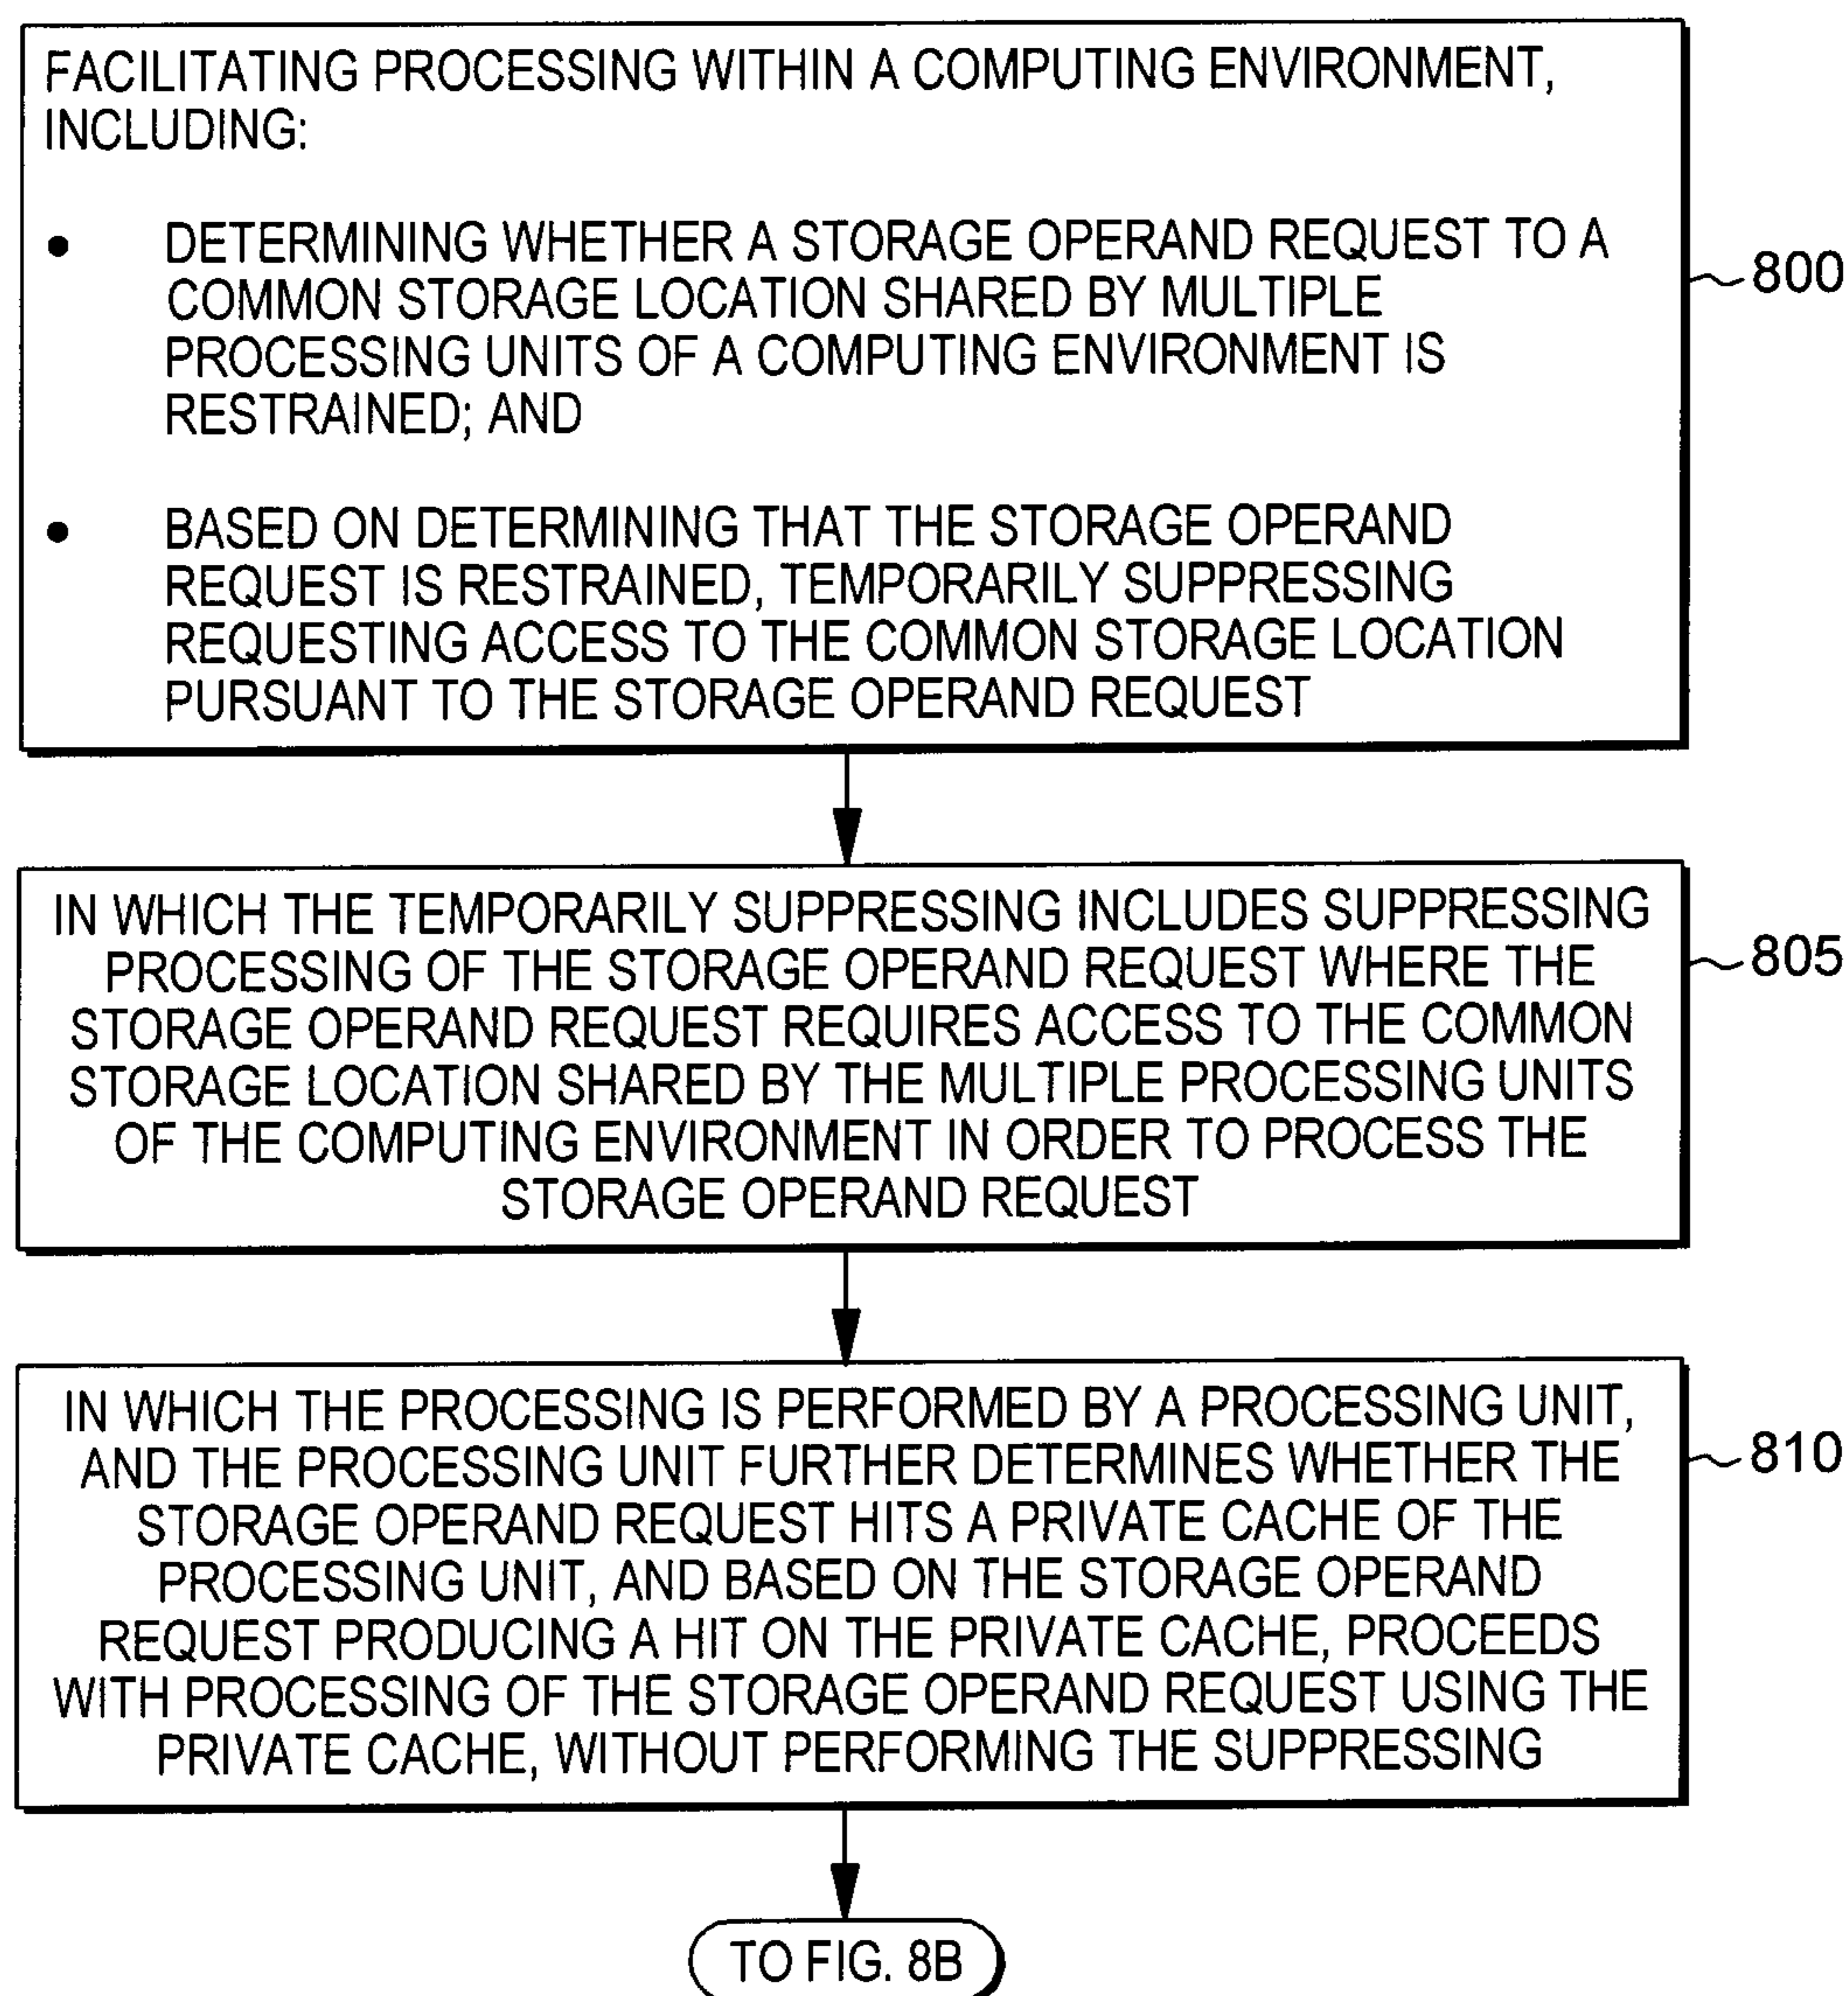 FACILITATING PROCESSING WITHIN A COMPUTING ENVIRONMENT,
INCLUDING:
• DETERMINING WHETHER A STORAGE OPERAND REQUEST TO A
COMMON STORAGE LOCATION SHARED BY MULTIPLE
PROCESSING UNITS OF A COMPUTING ENVIRONMENT IS
RESTRAINED; AND
• BASED ON DETERMINING THAT THE STORAGE OPERAND
REQUEST IS RESTRAINED, TEMPORARILY SUPPRESSING
REQUESTING ACCESS TO THE COMMON STORAGE LOCATION
PURSUANT TO THE STORAGE OPERAND REQUEST
800
IN WHICH THE TEMPORARILY SUPPRESSING INCLUDES SUPPRESSING
PROCESSING OF THE STORAGE OPERAND REQUEST WHERE THE
STORAGE OPERAND REQUEST REQUIRES ACCESS TO THE COMMON
STORAGE LOCATION SHARED BY THE MULTIPLE PROCESSING UNITS
OF THE COMPUTING ENVIRONMENT IN ORDER TO PROCESS THE
STORAGE OPERAND REQUEST
805
IN WHICH THE PROCESSING IS PERFORMED BY A PROCESSING UNIT,
AND THE PROCESSING UNIT FURTHER DETERMINES WHETHER THE
STORAGE OPERAND REQUEST HITS A PRIVATE CACHE OF THE
PROCESSING UNIT, AND BASED ON THE STORAGE OPERAND
REQUEST PRODUCING A HIT ON THE PRIVATE CACHE, PROCEEDS
WITH PROCESSING OF THE STORAGE OPERAND REQUEST USING THE
PRIVATE CACHE, WITHOUT PERFORMING THE SUPPRESSING
810
TO FIG. 8B